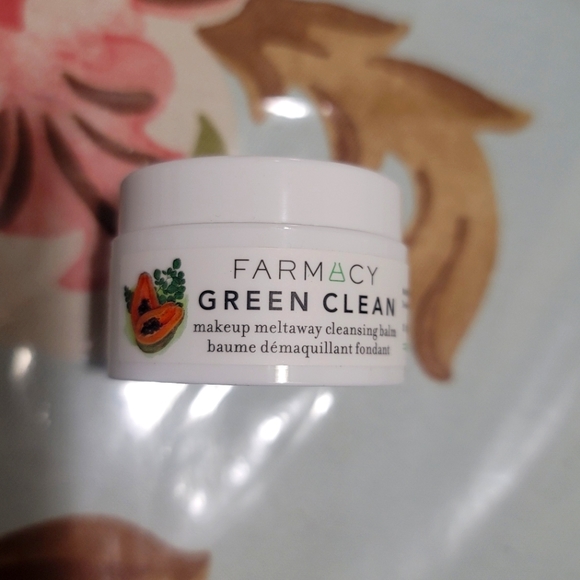 FARMACY
GREEN CLEAN
makeup meltaway cleansing balm
baume démaquillant fondant